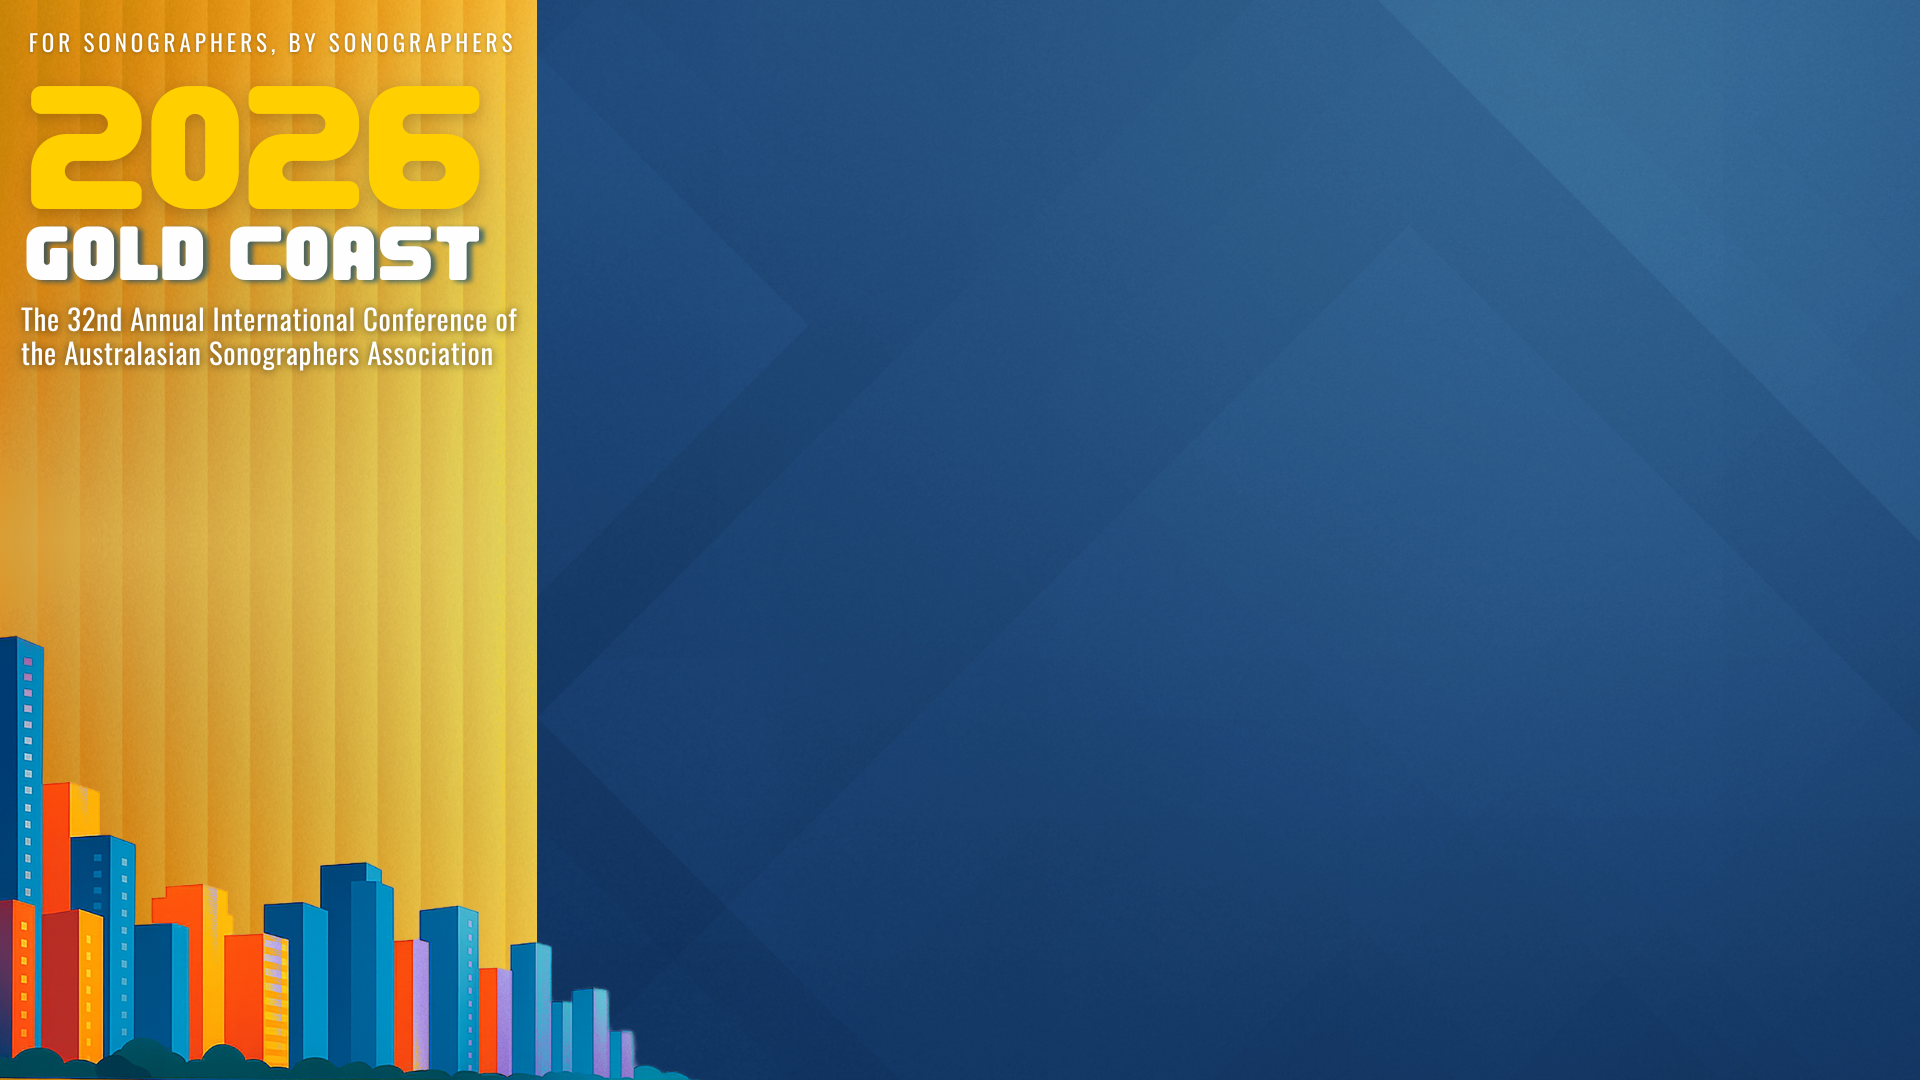 FOR SONOGRAPHERS, BY SONOGRAPHERS
2026
GOLD COAST
The 32nd Annual International Conference of
the Australasian Sonographers Association